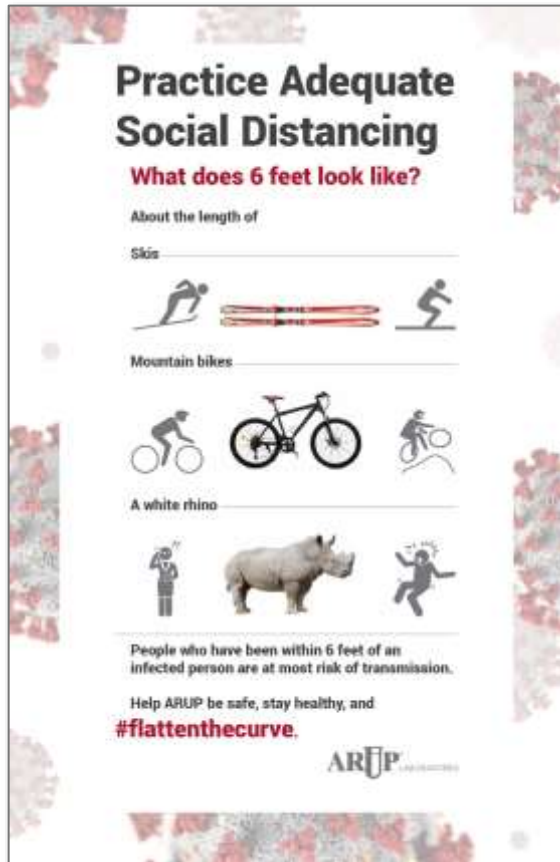 Practice Adequate
Social Distancing
What does 6 feet look like?
About the length of
Skis
Mountain bikes
A white rhino
People who have been within 6 feet of an
infected person are at most risk of transmission.
Help ARUP be safe, stay healthy, and
#flattenthecurve.
ARUP LABORATORIES